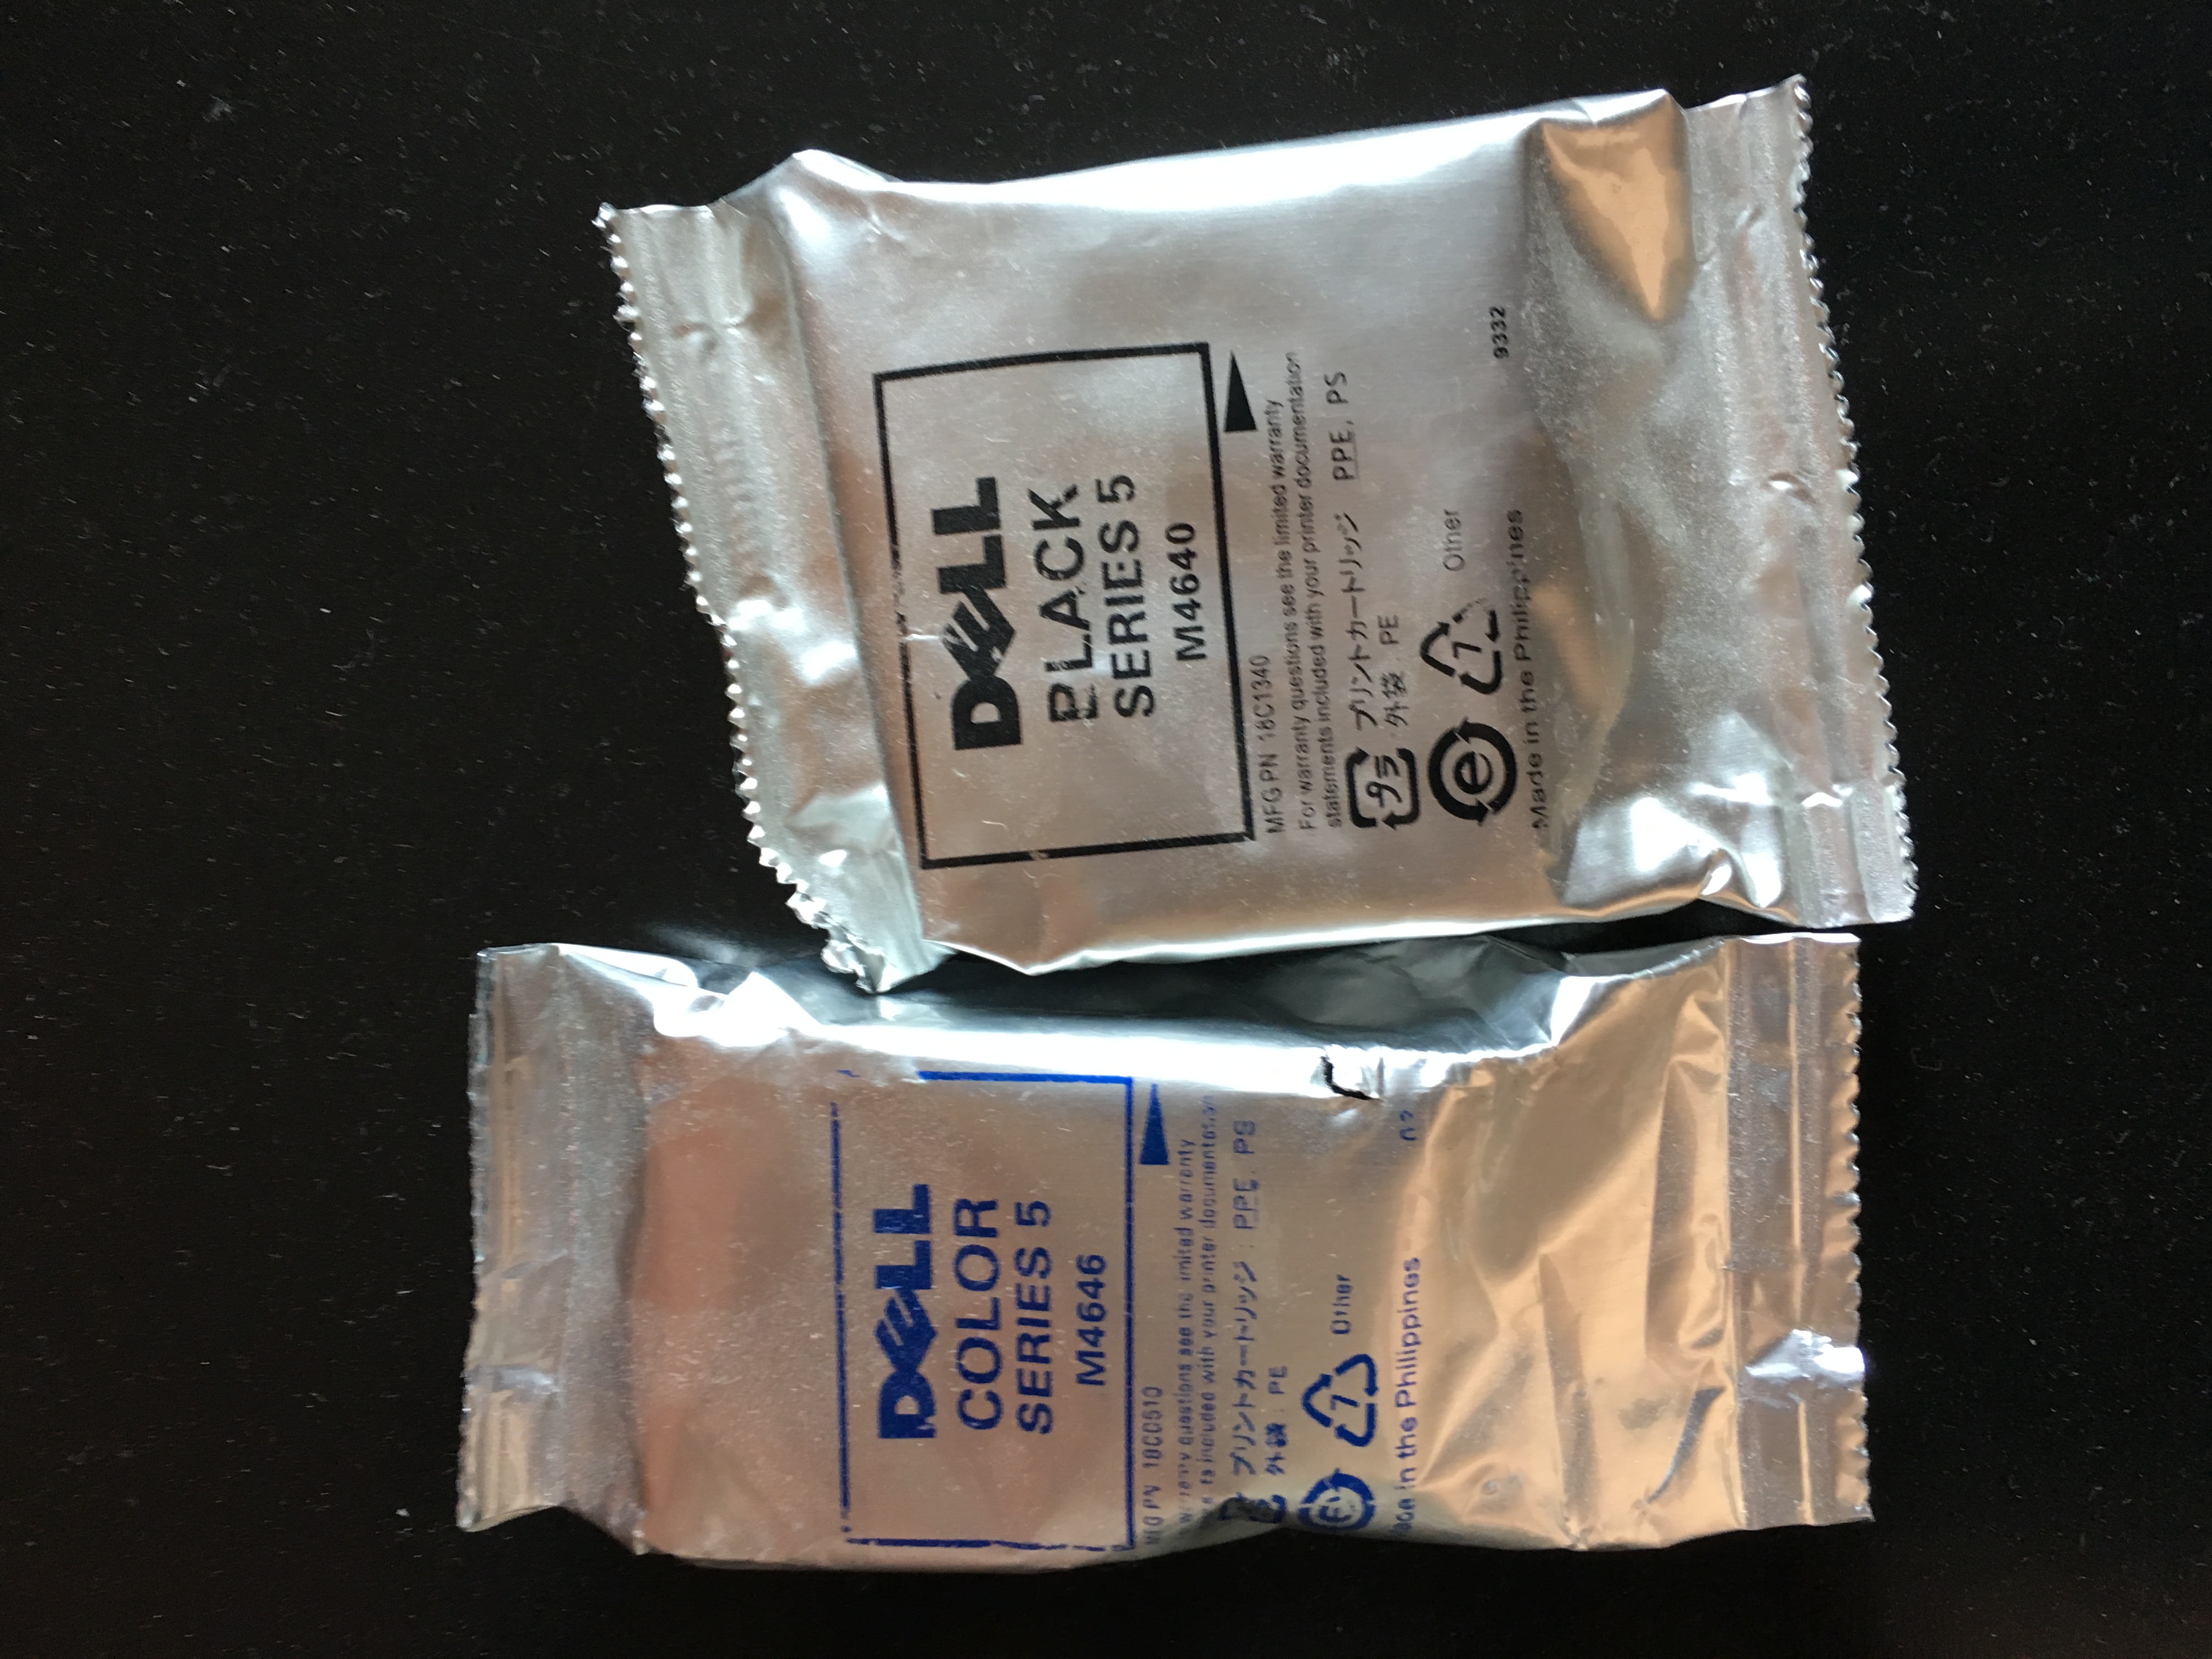 DELL
COLOR
SERIES 5
M4646
MFG PN 18C0510
warranty questions see the limited warranty
included with your printer documentation
プリントカートリッジ : PPE, PS
外袋 : PE
7
Other
Made in the Philippines
DELL
BLACK
SERIES 5
M4640
MFG PN 18C1340
For warranty questions see the limited warranty
statements included with your printer documentation
プラ
プリントカートリッジ PPE, PS
外袋 PE
e
7
Other
9332
Made in the Philippines